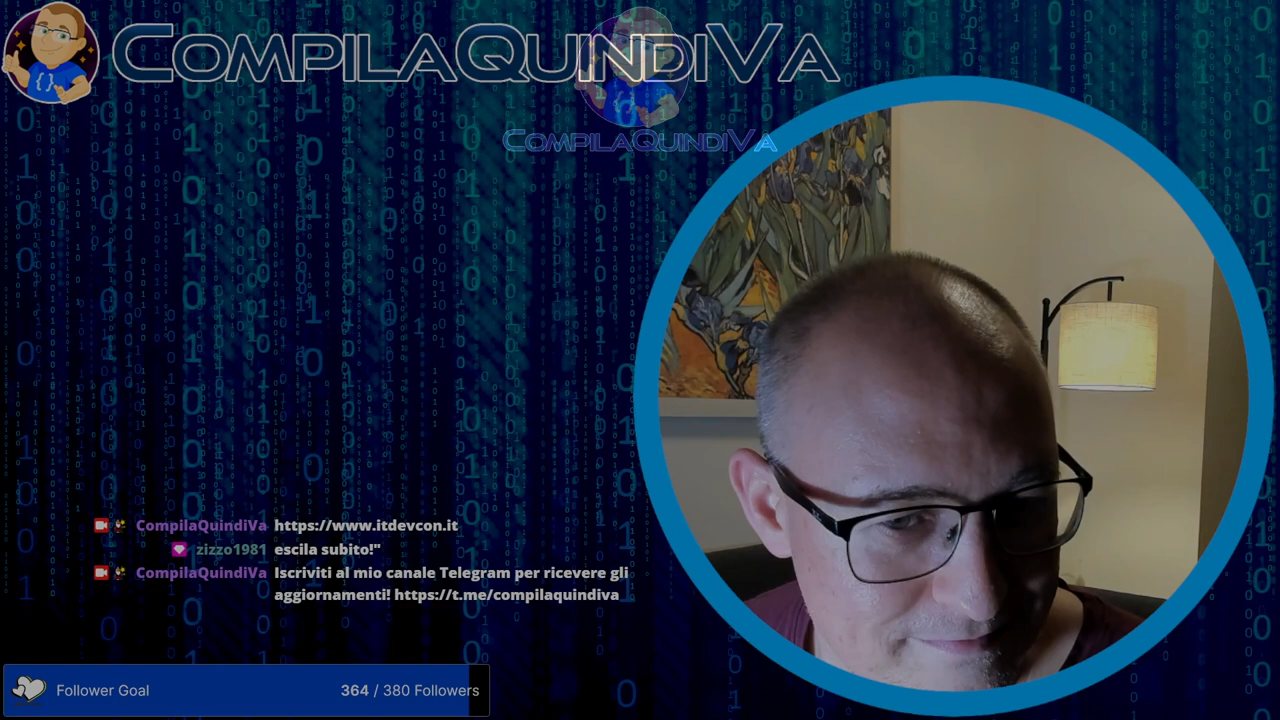 CompilaQuindiVa
CompilaQuindiVa
CompilaQuindiVa https://www.itdevcon.it
zizzo1981 escila subito!"
CompilaQuindiVa Iscriviti al mio canale Telegram per ricevere gli
aggiornamenti! https://t.me/compilaquindiva
Follower Goal 364 / 380 Followers